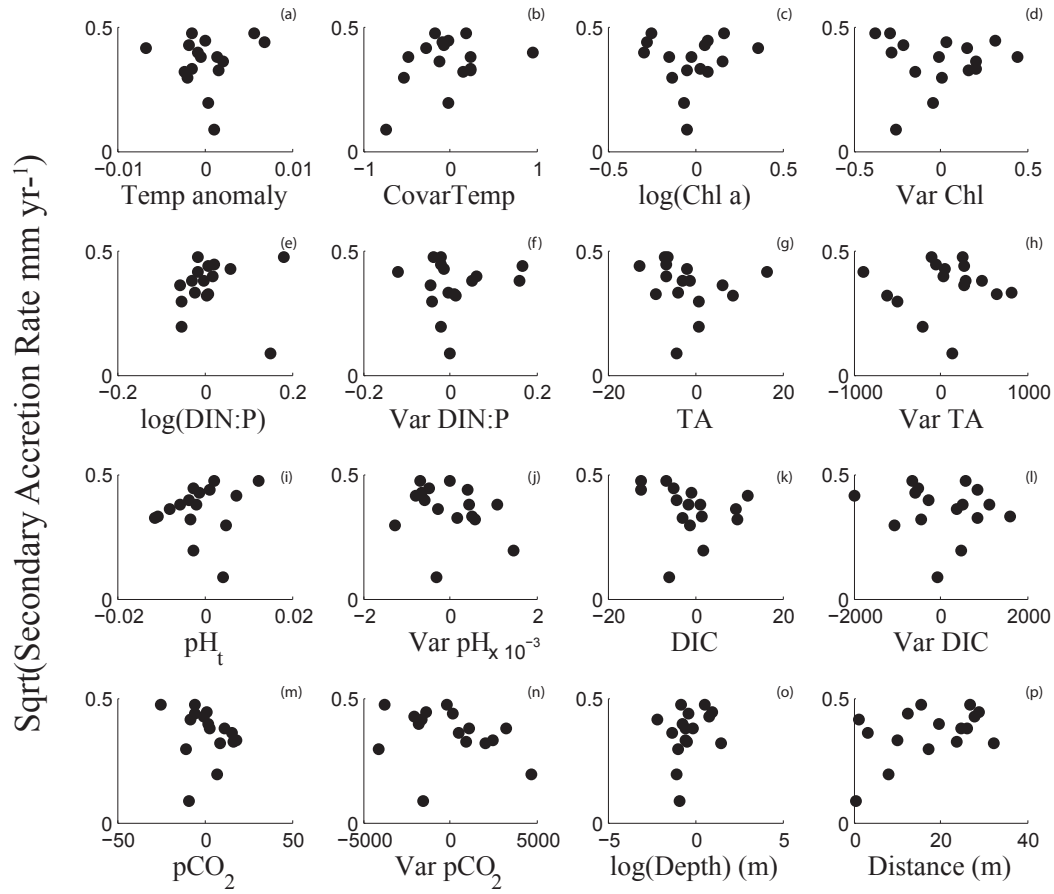 Sqrt(Secondary Accretion Rate mm yr-1)
(a) (b) (c) (d)
0.5 0.5 0.5 0.5
0 0 0 0
−0.01 0 0.01 −1 0 1 −0.5 0 0.5 −0.5 0 0.5
Temp anomaly CovarTemp log(Chl a) Var Chl
(e) (f) (g) (h)
0.5 0.5 0.5 0.5
0 0 0 0
−0.2 0 0.2 −0.2 0 0.2 −20 0 20 −1000 0 1000
log(DIN:P) Var DIN:P TA Var TA
(i) (j) (k) (l)
0.5 0.5 0.5 0.5
0 0 0 0
−0.02 0 0.02 −2 0 2 −20 0 20 −2000 0 2000
pHt Var pH x 10−3 DIC Var DIC
(m) (n) (o) (p)
0.5 0.5 0.5 0.5
0 0 0 0
−50 0 50 −5000 0 5000 −5 0 5 0 20 40
pCO2 Var pCO2 log(Depth) (m) Distance (m)